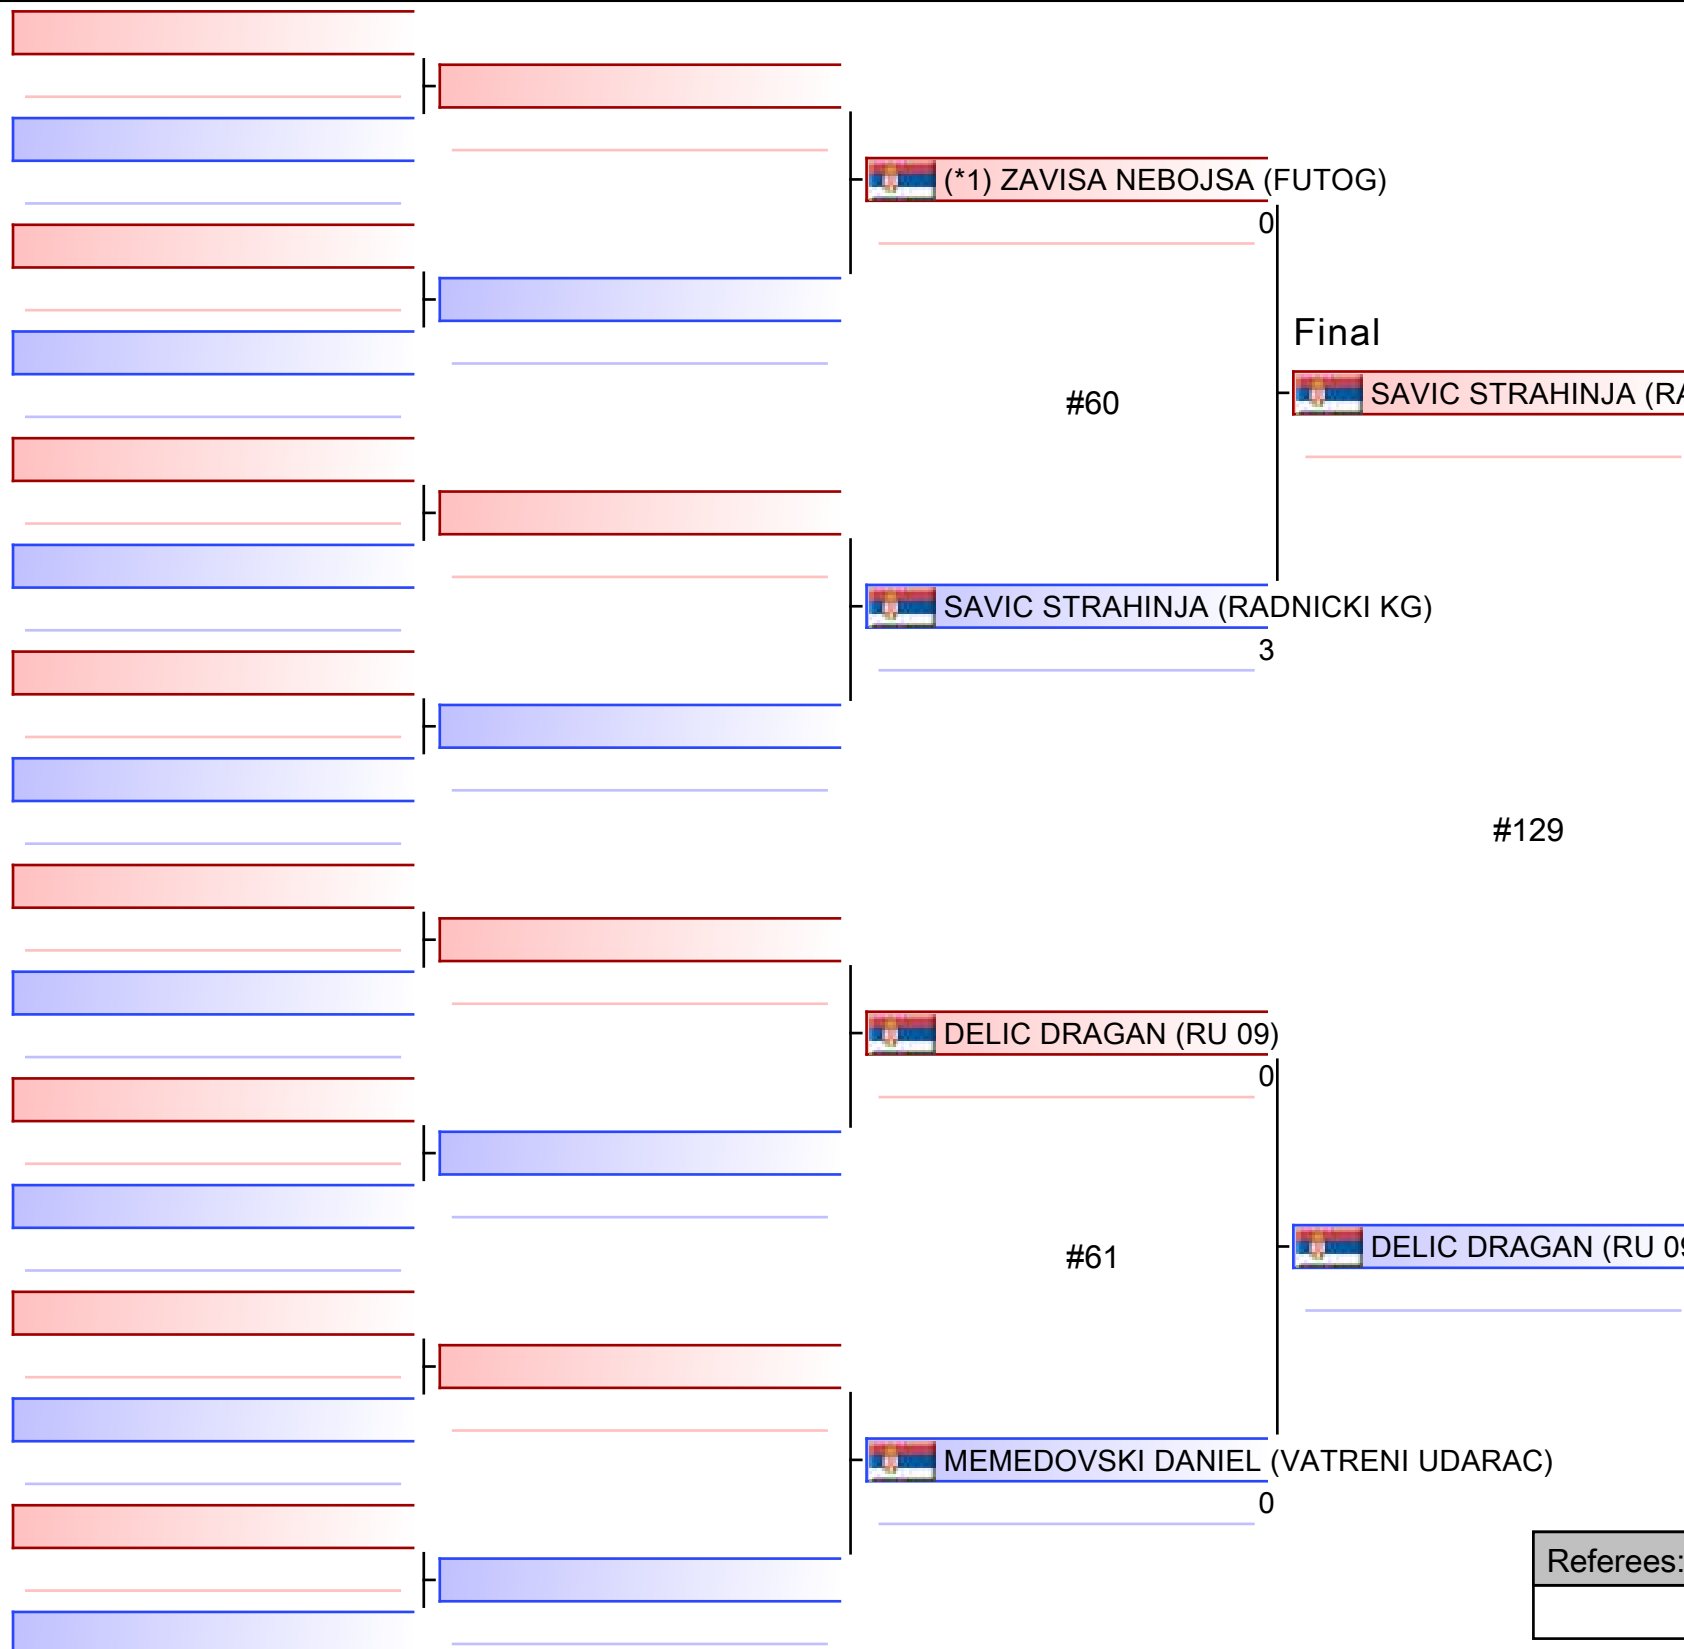 (*1) ZAVISA NEBOJSA (FUTOG)
0
Final
SAVIC STRAHINJA (RA
#60
SAVIC STRAHINJA (RADNICKI KG)
3
#129
DELIC DRAGAN (RU 09)
0
DELIC DRAGAN (RU 09
#61
MEMEDOVSKI DANIEL (VATRENI UDARAC)
0
Referees: